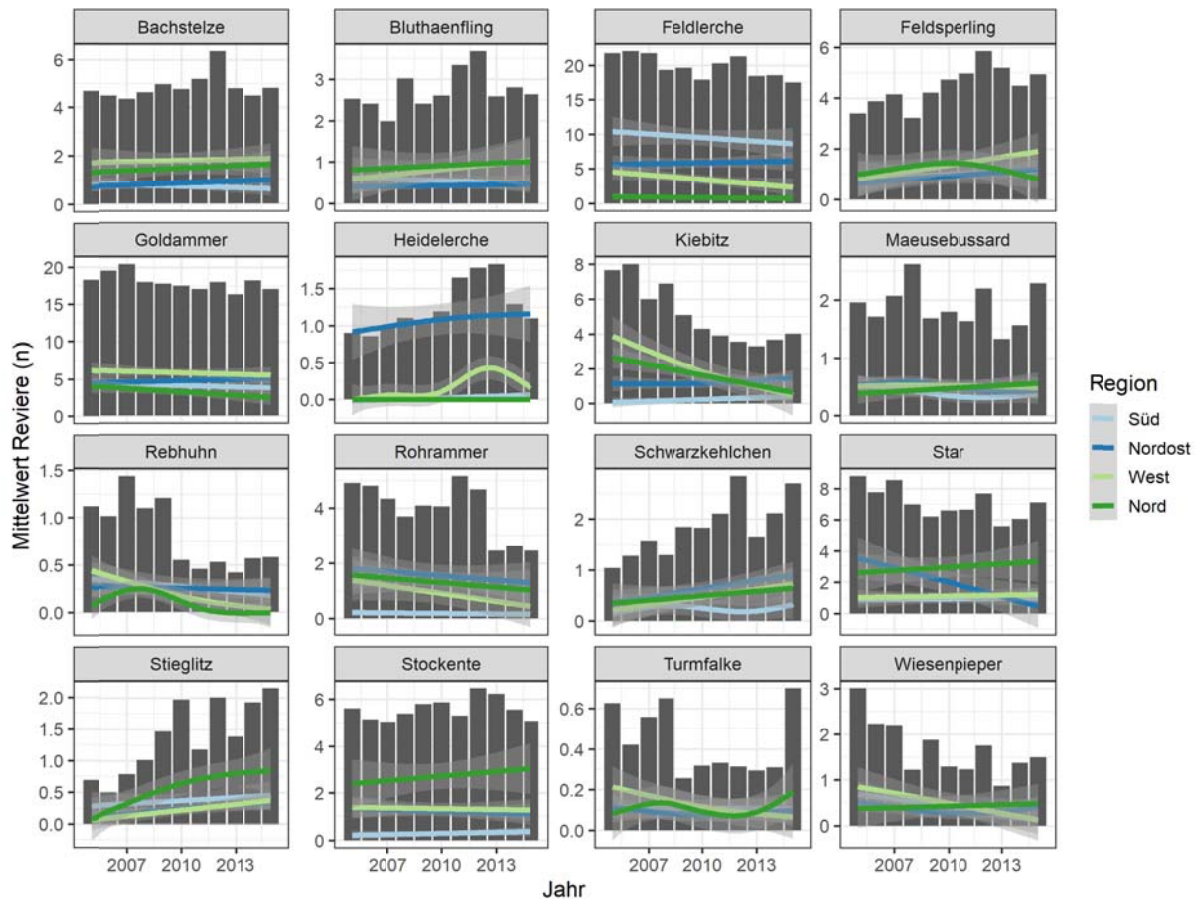 Bachstelze
Bluthaenfling
Feldlerche
Feldsperling
6
4
2
0
3
2
1
0
20
15
10
5
0
6
4
2
0
Goldammer
Heidelerche
Kiebitz
Maeusebussard
20
15
10
5
0
1.5
1.0
0.5
0.0
8
6
4
2
0
2
1
0
Rebhuhn
Rohrammer
Schwarzkehlchen
Star
1.5
1.0
0.5
0.0
4
2
0
2
1
0
8
6
4
2
0
Stieglitz
Stockente
Turmfalke
Wiesenpieper
2.0
1.5
1.0
0.5
0.0
6
4
2
0
0.6
0.4
0.2
0.0
3
2
1
0
2007 2010 2013
2007 2010 2013
2007 2010 2013
2007 2010 2013
Jahr
Mittelwert Reviere (n)
Region
Süd
Nordost
West
Nord